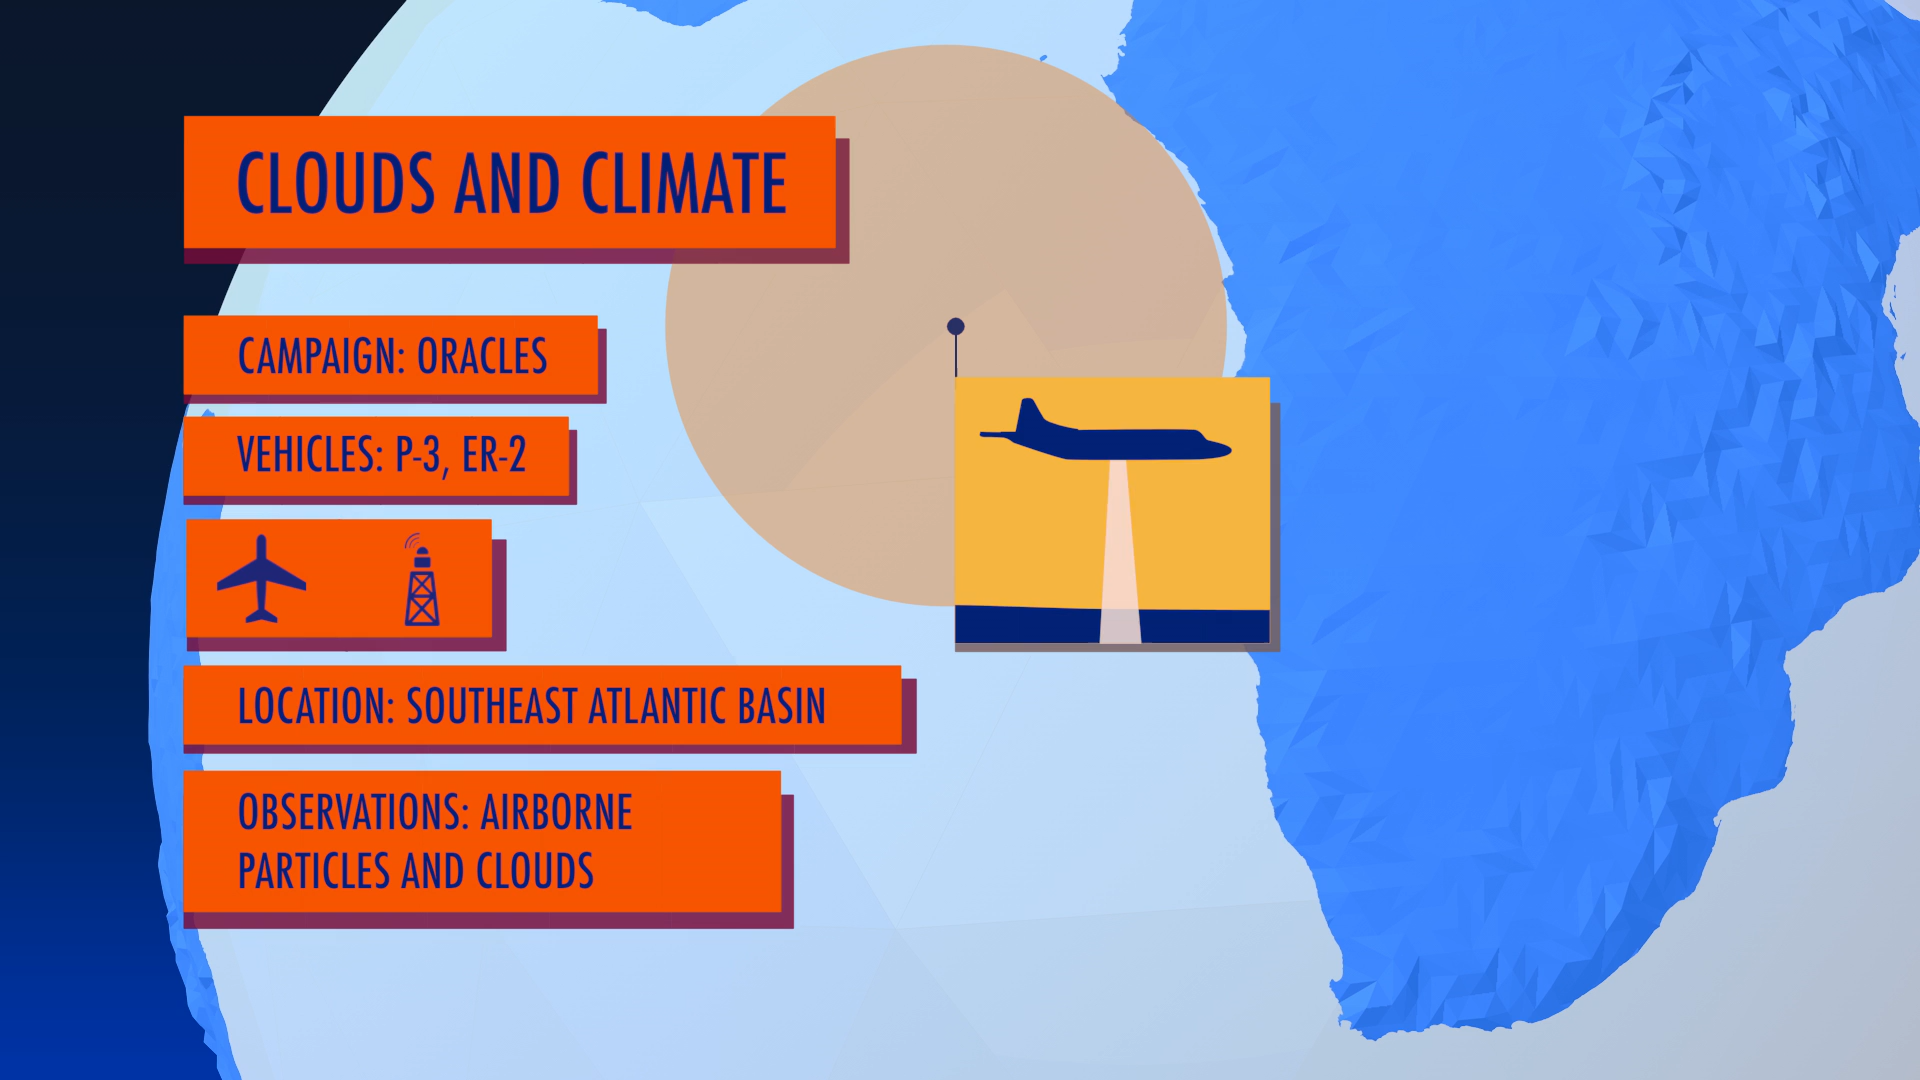 CLOUDS AND CLIMATE
CAMPAIGN: ORACLES
VEHICLES: P-3, ER-2
LOCATION: SOUTHEAST ATLANTIC BASIN
OBSERVATIONS: AIRBORNE
PARTICLES AND CLOUDS